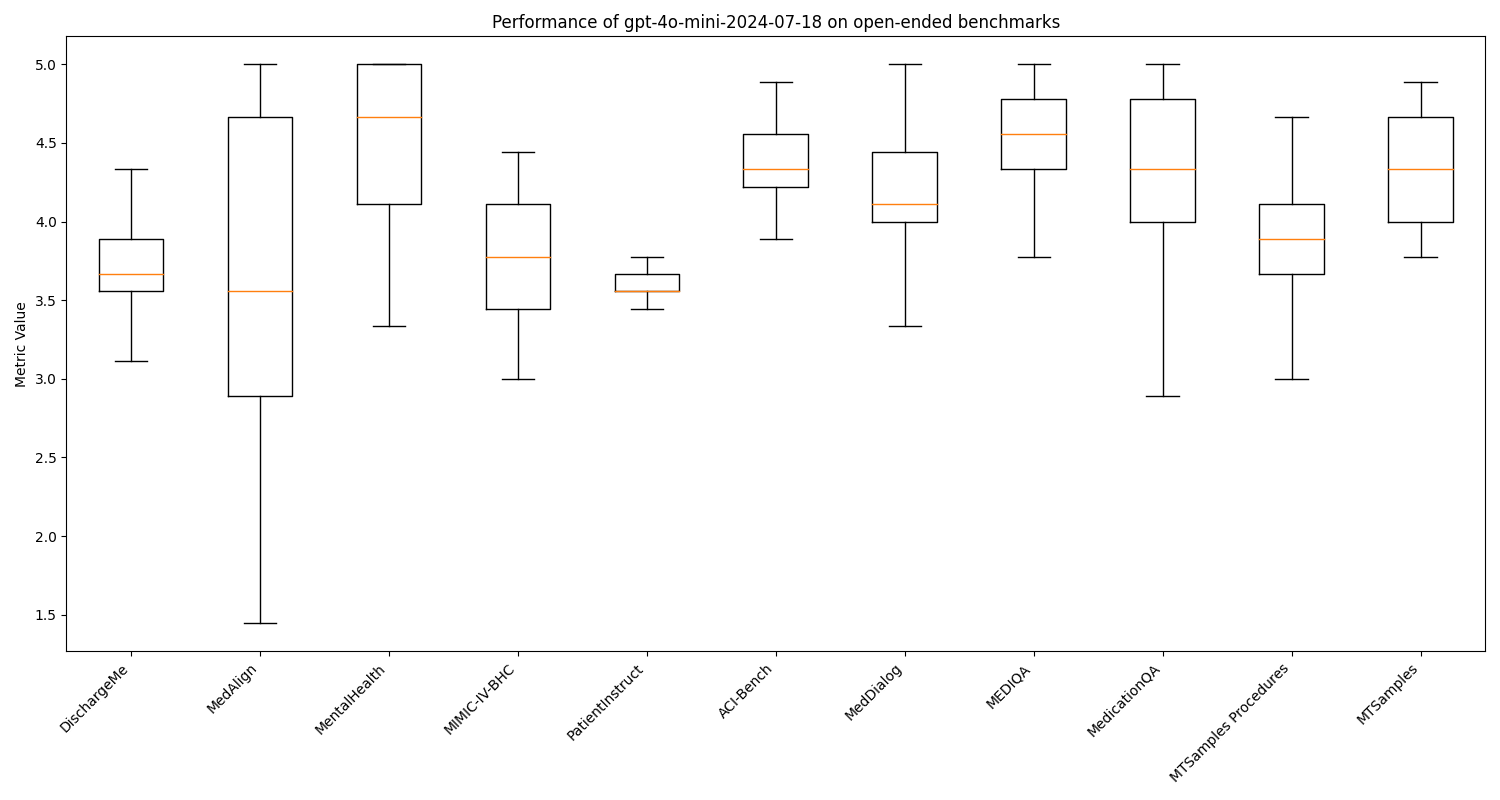 Performance of gpt-4o-mini-2024-07-18 on open-ended benchmarks
Metric Value
5.0
4.5
4.0
3.5
3.0
2.5
2.0
1.5
DischargeMe
MedAlign
MentalHealth
MIMIC-IV-BHC
PatientInstruct
ACI-Bench
MedDialog
MEDIQA
MedicationQA
MTSamples Procedures
MTSamples